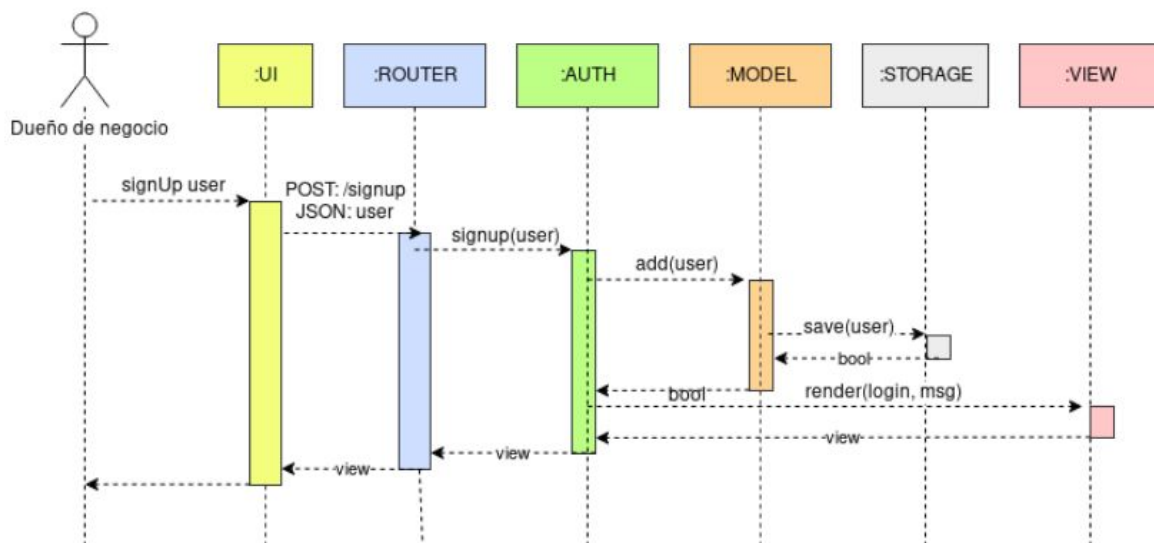 :UI
:ROUTER
:AUTH
:MODEL
:STORAGE
:VIEW
Dueño de negocio
signUp user
POST: /signup
JSON: user
signup(user)
add(user)
save(user)
bool
bool
render(login, msg)
view
view
view